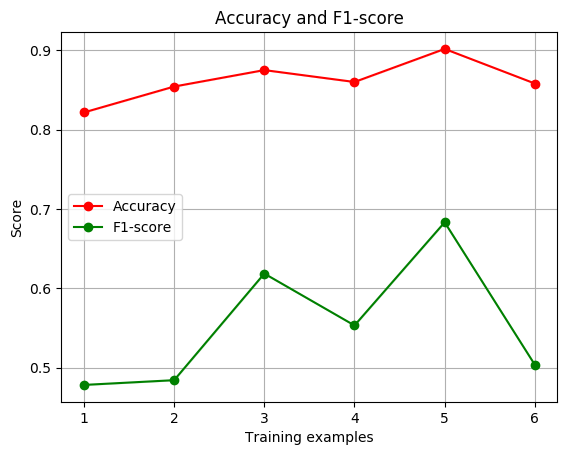 Accuracy and F1-score
Score
0.9
0.8
0.7
0.6
0.5
Accuracy
F1-score
1 2 3 4 5 6
Training examples